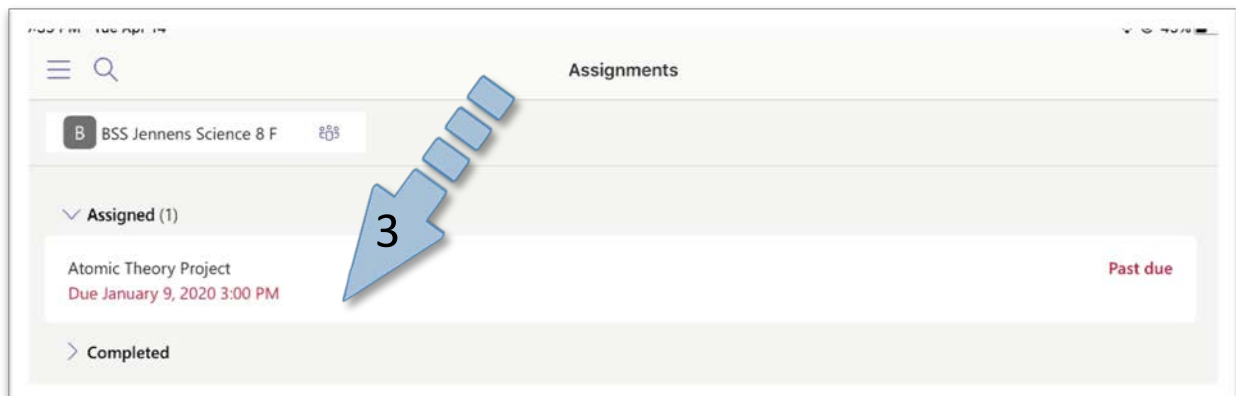 Assignments
B BSS Jennens Science 8 F
Assigned (1)
3
Atomic Theory Project
Past due
Due January 9, 2020 3:00 PM
Completed